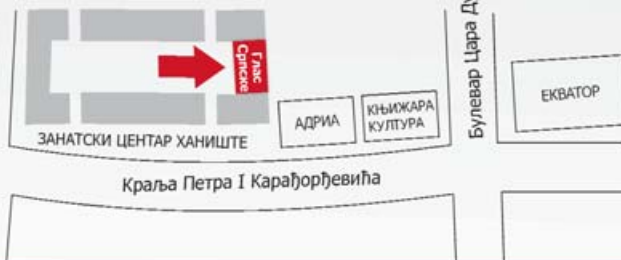 Глас
Српске
ЗАНАТСКИ ЦЕНТАР ХАНИШТЕ
АДРИА
КЊИЖАРА
КУЛТУРА
Булевар Цара
ЕКВАТОР
Краља Петра I Карађорђевића